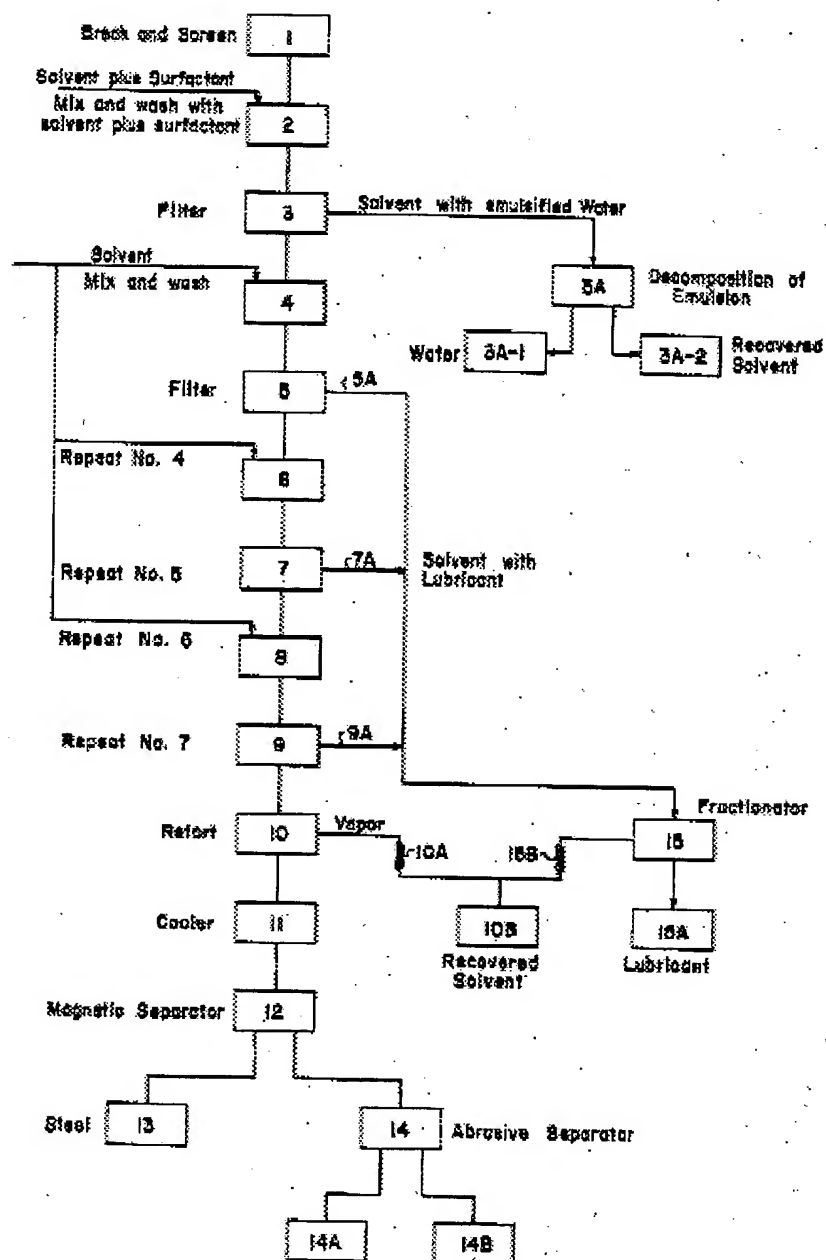 Break and Screen
1
Solvent plus Surfactant
Mix and wash with
solvent plus surfactant
2
Filter
3
Solvent with emulsified Water
Solvent
Mix and wash
4
3A
Decomposition of
Emulsion
Water
3A-1
3A-2
Recovered
Solvent
Filter
5
5A
Repeat No. 4
6
Repeat No. 5
7
7A
Solvent with
Lubricant
Repeat No. 6
8
Repeat No. 7
9
9A
Fractionator
Retort
10
Vapor
10A
15B
15
Cooler
11
10B
15A
Recovered
Solvent
Lubricant
Magnetic Separator
12
Steel
13
14
Abrasive Separator
14A
14B